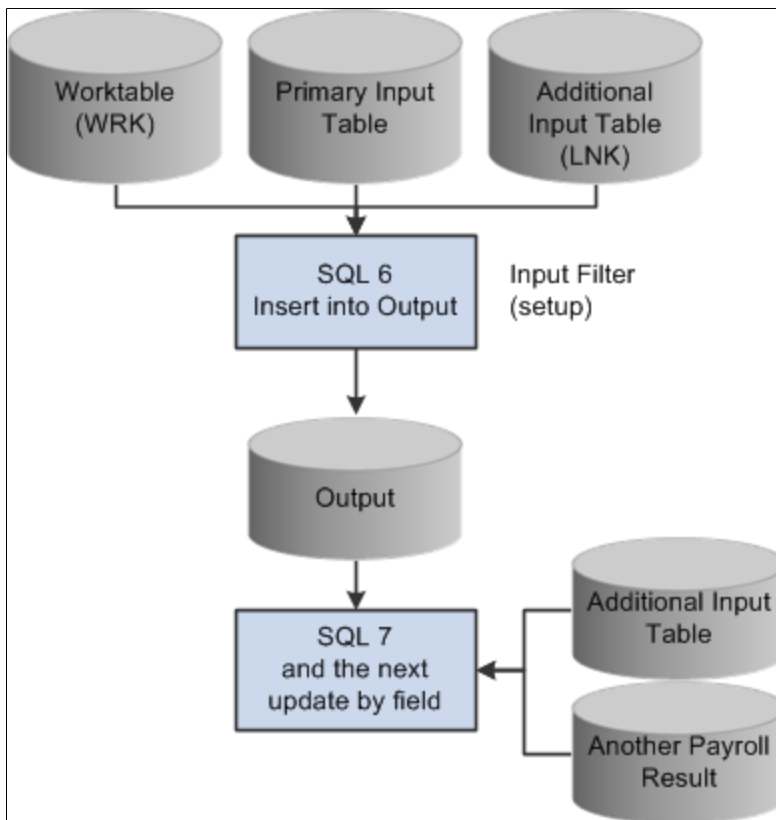 Worktable
(WRK)
Primary Input
Table
Additional
Input Table
(LNK)
SQL 6
Insert into Output
Input Filter
(setup)
Output
SQL 7
and the next
update by field
Additional Input
Table
Another Payroll
Result